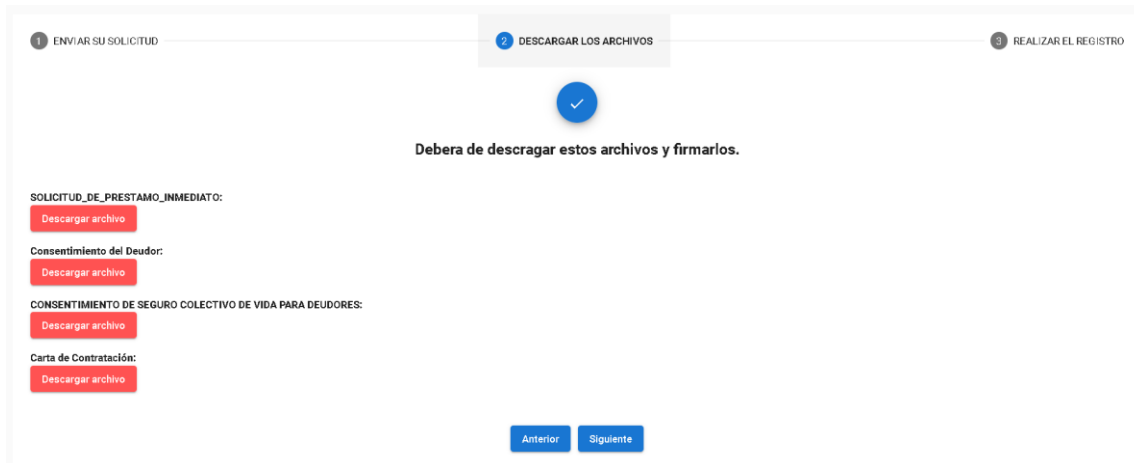 1 ENVIAR SU SOLICITUD
2 DESCARGAR LOS ARCHIVOS
3 REALIZAR EL REGISTRO
Debera de descragar estos archivos y firmarlos.
SOLICITUD_DE_PRESTAMO_INMEDIATO:
Descargar archivo
Consentimiento del Deudor:
Descargar archivo
CONSENTIMIENTO DE SEGURO COLECTIVO DE VIDA PARA DEUDORES:
Descargar archivo
Carta de Contratación:
Descargar archivo
Anterior
Siguiente